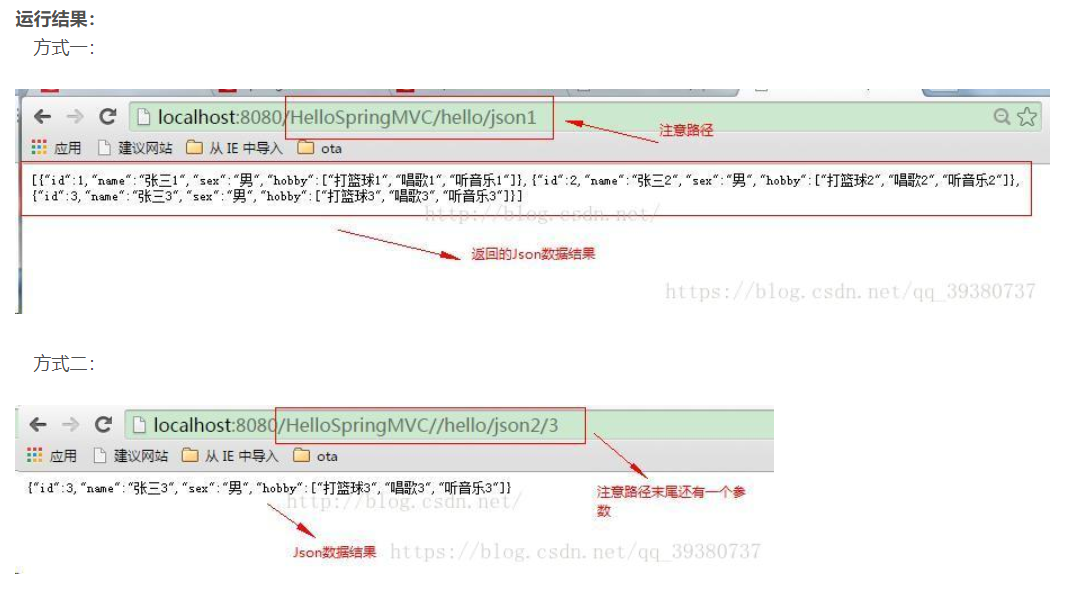 运行结果：
方式一：
localhost:8080/HelloSpringMVC/hello/json1
注意路径
应用 建议网站 从 IE 中导入 ota
[{"id":1,"name":"张三1","sex":"男","hobby":["打篮球1","唱歌1","听音乐1"]},{"id":2,"name":"张三2","sex":"男","hobby":["打篮球2","唱歌2","听音乐2"]},
{"id":3,"name":"张三3","sex":"男","hobby":["打篮球3","唱歌3","听音乐3"]}]
http://blog.csdn.net/
返回的Json数据结果
https://blog.csdn.net/qq_39380737
方式二：
localhost:8080/HelloSpringMVC//hello/json2/3
应用 建议网站 从 IE 中导入 ota
{"id":3,"name":"张三3","sex":"男","hobby":["打篮球3","唱歌3","听音乐3"]}
注意路径末尾还有一个参
数
http://blog.csdn.net/
Json数据结果
https://blog.csdn.net/qq_39380737